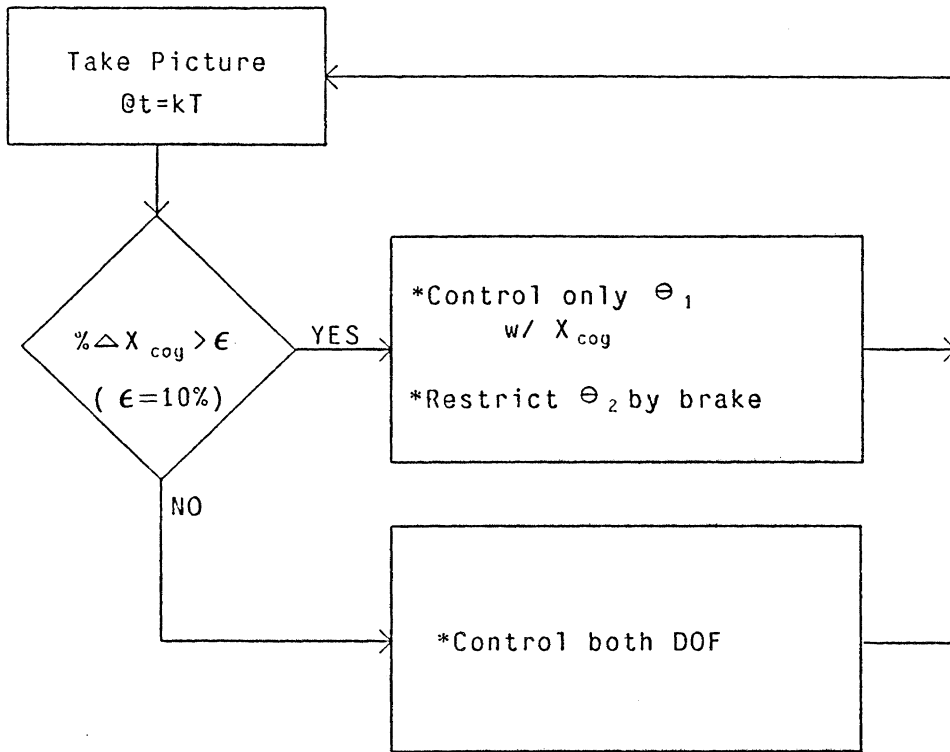 Take Picture
@t=kT
%△X cog >ϵ
( ϵ=10%)
YES
NO
*Control only Θ 1
w/ X cog
*Restrict Θ 2 by brake
*Control both DOF